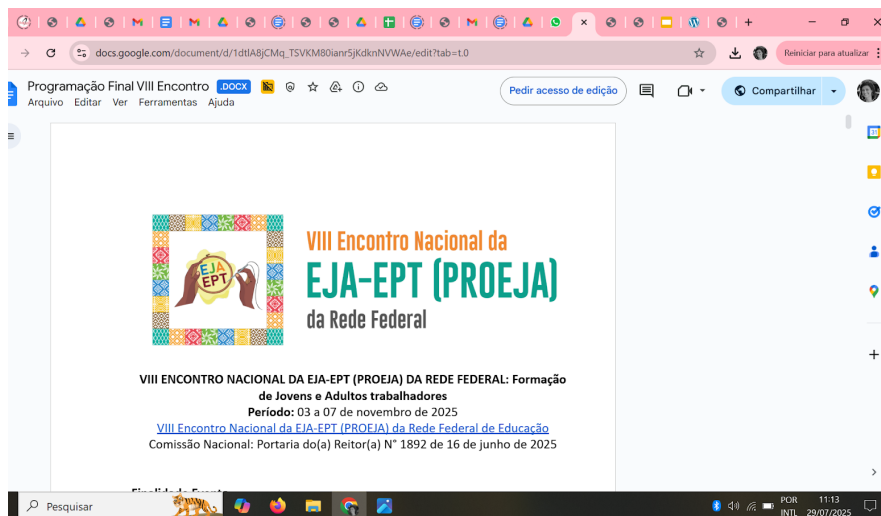 docs.google.com/document/d/1dtlA8jCMq_TSVKM80ianr5jKdknNVWAe/edit?tab=t.0
Reiniciar para atualizar
Programação Final VIII Encontro .DOCX
Arquivo Editar Ver Ferramentas Ajuda
Pedir acesso de edição
Compartilhar
31
EJA
EPT
VIII Encontro Nacional da
EJA-EPT (PROEJA)
da Rede Federal
VIII ENCONTRO NACIONAL DA EJA-EPT (PROEJA) DA REDE FEDERAL: Formação
de Jovens e Adultos trabalhadores
Período: 03 a 07 de novembro de 2025
VIII Encontro Nacional da EJA-EPT (PROEJA) da Rede Federal de Educação
Comissão Nacional: Portaria do(a) Reitor(a) N° 1892 de 16 de junho de 2025
Pesquisar
POR 11:13
INTL 29/07/2025